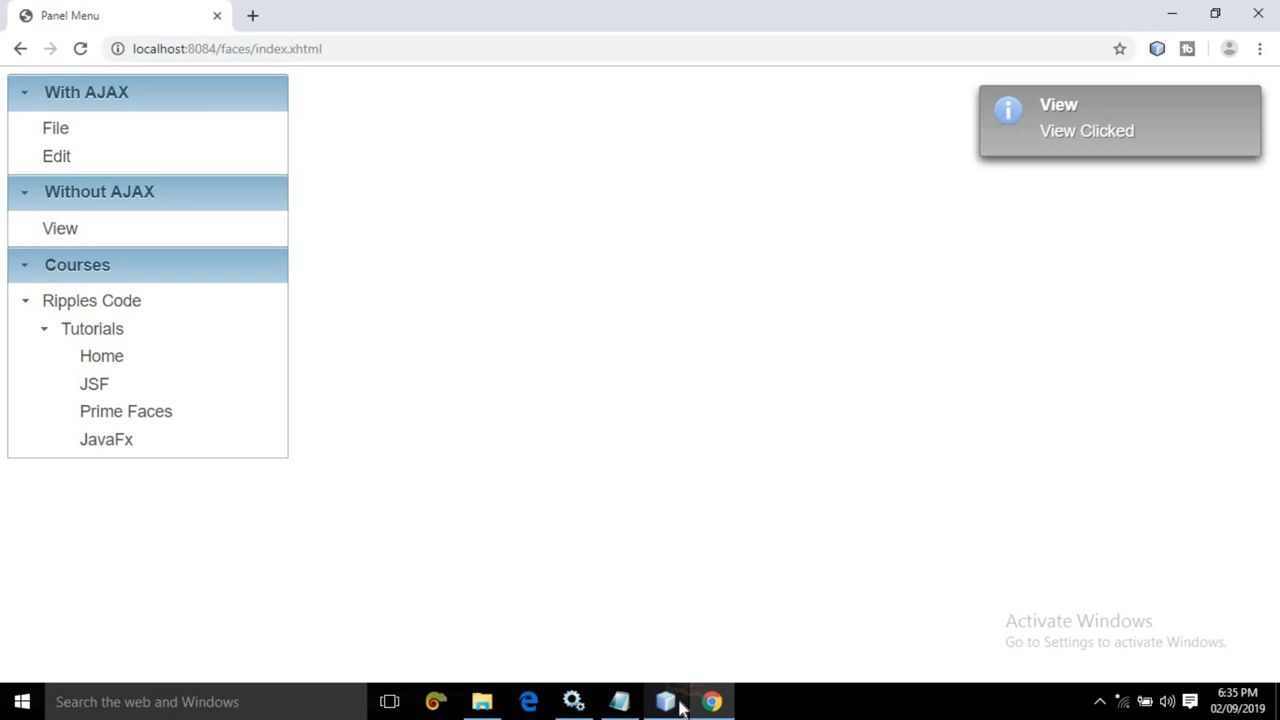 Panel Menu
localhost:8084/faces/index.xhtml
With AJAX
File
Edit
Without AJAX
View
Courses
Ripples Code
Tutorials
Home
JSF
Prime Faces
JavaFx
View
View Clicked
Activate Windows
Go to Settings to activate Windows.
Search the web and Windows
6:35 PM
02/09/2019